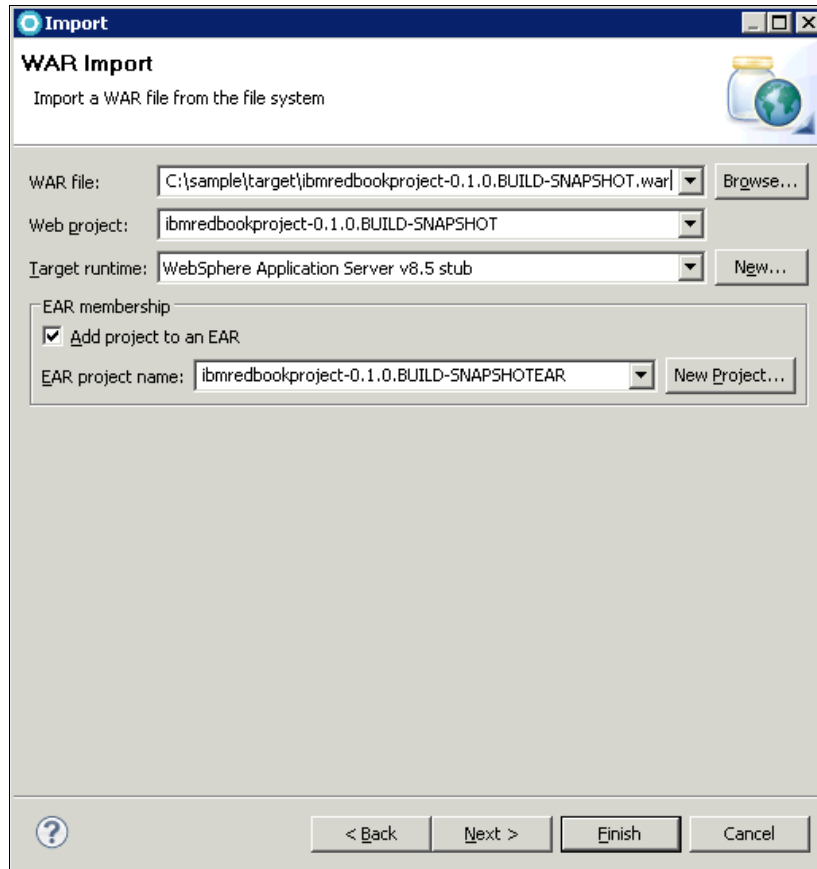 Import
WAR Import
Import a WAR file from the file system
WAR file: C:\sample\target\ibmredbookproject-0.1.0.BUILD-SNAPSHOT.war Browse...
Web project: ibmredbookproject-0.1.0.BUILD-SNAPSHOT
Target runtime: WebSphere Application Server v8.5 stub New...
EAR membership
Add project to an EAR
EAR project name: ibmredbookproject-0.1.0.BUILD-SNAPSHOTEAR New Project...
? < Back Next > Finish Cancel